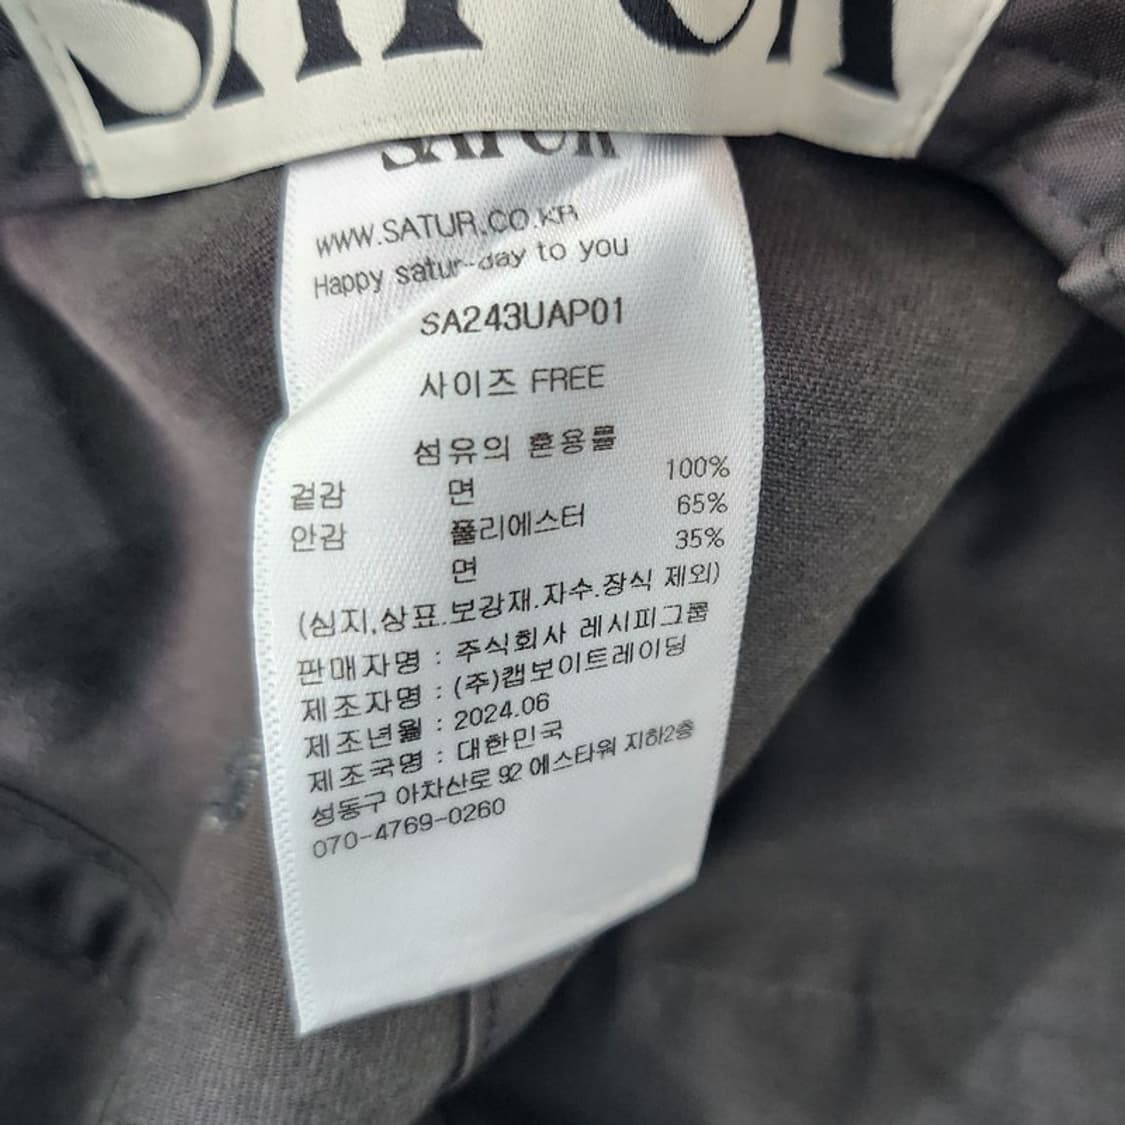 SATUR
SATUR
WWW.SATUR.CO.KR
Happy satur-day to you
SA243UAP01
사이즈 FREE
섬유의 혼용률
겉감 면 100%
안감 폴리에스터 65%
면 35%
(심지.상표.보강재.자수.장식 제외)
판매자명 : 주식회사 레시피그룹
제조자명 : (주)캡보이트레이딩
제조년월 : 2024.06
제조국명 : 대한민국
성동구 아차산로 92 에스타워 지하2층
070-4769-0260